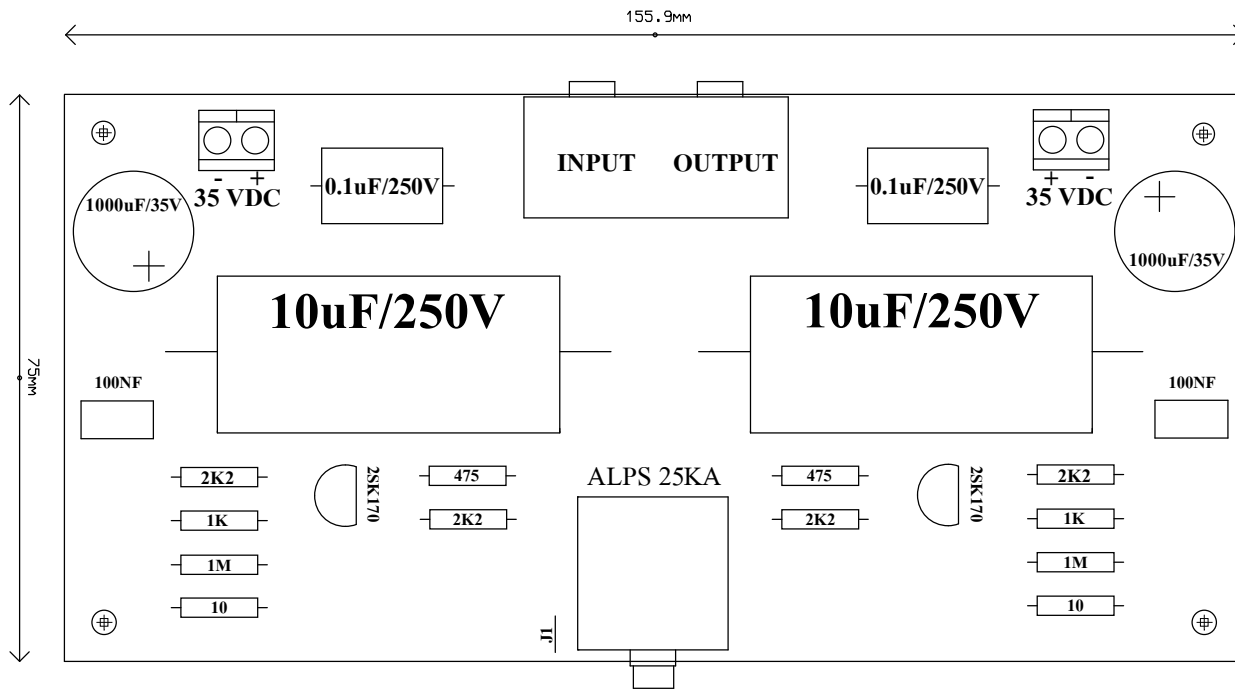 155.9mm
75mm
INPUT OUTPUT
- +
35 VDC
0.1uF/250V
0.1uF/250V
+ -
35 VDC
1000uF/35V
1000uF/35V
10uF/250V
10uF/250V
100NF
100NF
2K2
1K
1M
10
2SK170
475
2K2
ALPS 25KA
J1
475
2K2
2SK170
2K2
1K
1M
10